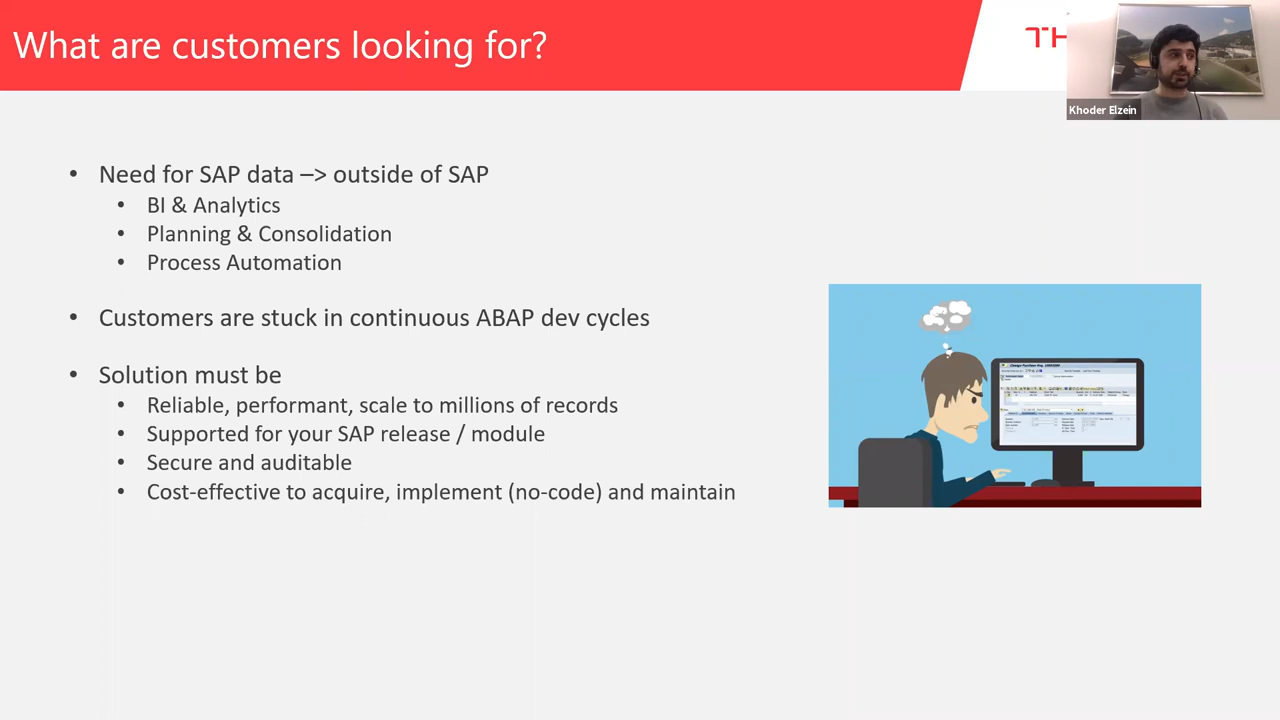 What are customers looking for?
TH
Khoder Elzein
• Need for SAP data –> outside of SAP
• BI & Analytics
• Planning & Consolidation
• Process Automation
• Customers are stuck in continuous ABAP dev cycles
• Solution must be
• Reliable, performant, scale to millions of records
• Supported for your SAP release / module
• Secure and auditable
• Cost-effective to acquire, implement (no-code) and maintain